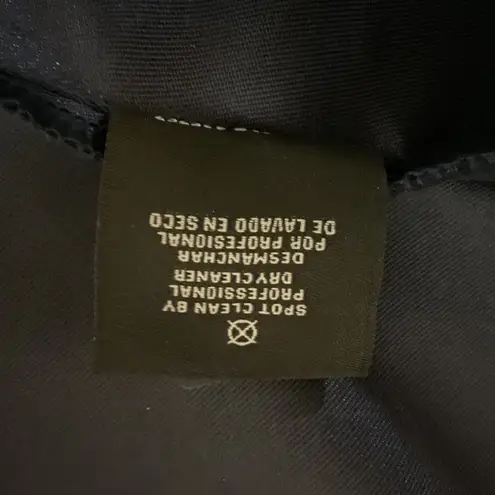 SPOT CLEAN BY
PROFESSIONAL
DRY CLEANER
DESMANCHAR
POR PROFESIONAL
DE LAVADO EN SECO